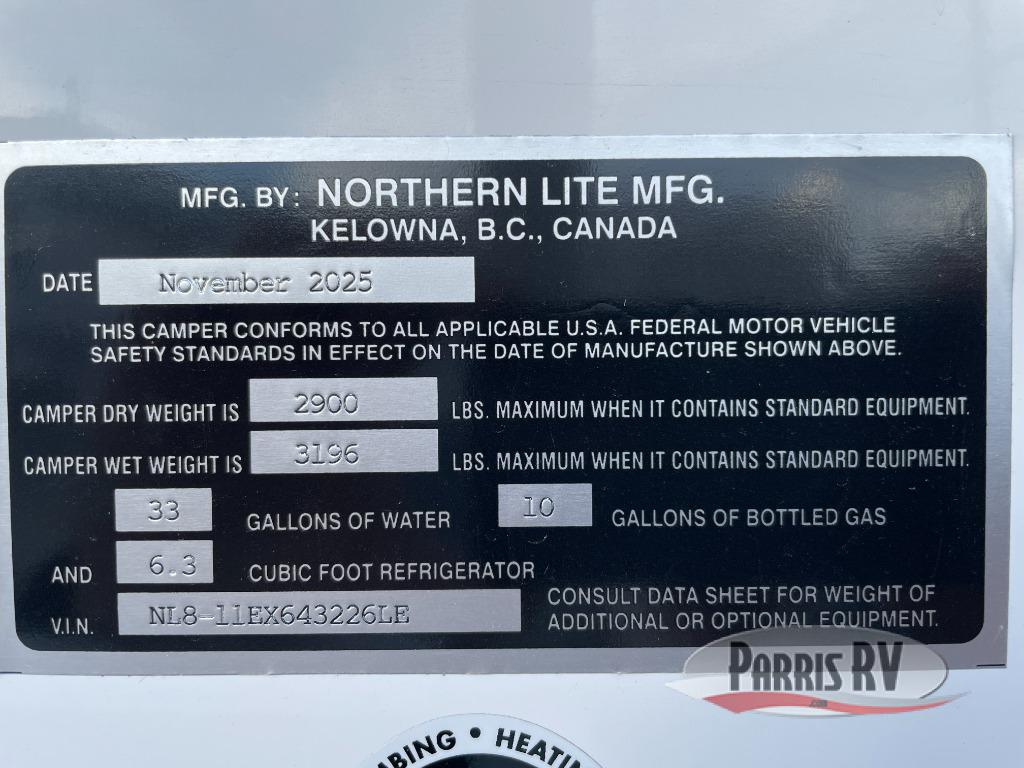 MFG. BY: NORTHERN LITE MFG.
KELOWNA, B.C., CANADA
DATE November 2025
THIS CAMPER CONFORMS TO ALL APPLICABLE U.S.A. FEDERAL MOTOR VEHICLE
SAFETY STANDARDS IN EFFECT ON THE DATE OF MANUFACTURE SHOWN ABOVE.
CAMPER DRY WEIGHT IS 2900 LBS. MAXIMUM WHEN IT CONTAINS STANDARD EQUIPMENT.
CAMPER WET WEIGHT IS 3196 LBS. MAXIMUM WHEN IT CONTAINS STANDARD EQUIPMENT.
33 GALLONS OF WATER 10 GALLONS OF BOTTLED GAS
AND 6.3 CUBIC FOOT REFRIGERATOR
V.I.N. NL8-11EX643226LE
CONSULT DATA SHEET FOR WEIGHT OF
ADDITIONAL OR OPTIONAL EQUIPMENT.
PARRIS RV
.com